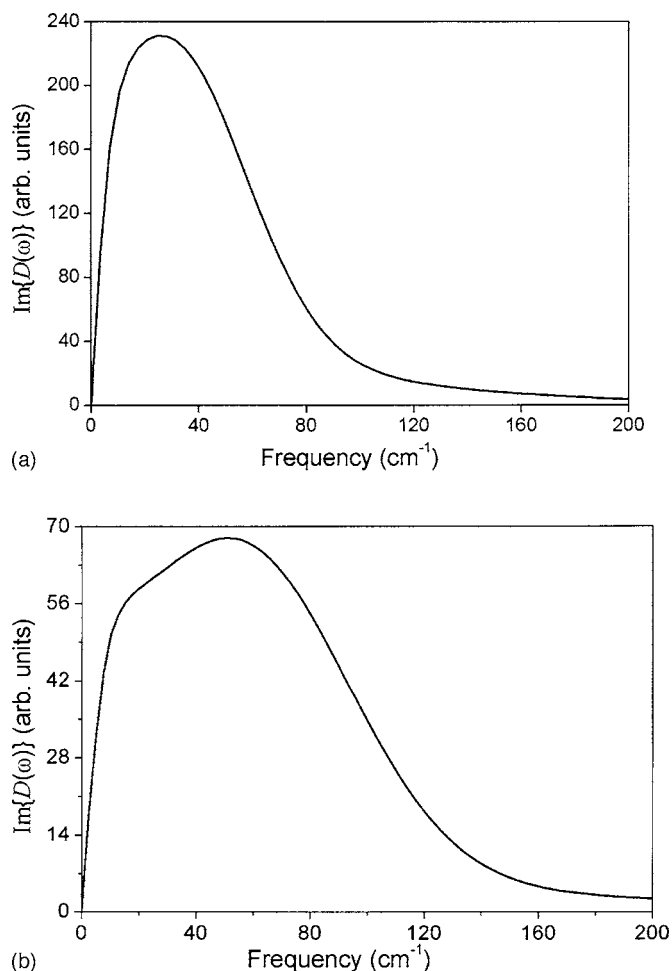 240
200
160
120
80
40
0
Im{D(ω)} (arb. units)
0 40 80 120 160 200
(a) Frequency (cm⁻¹)
70
56
42
28
14
0
Im{D(ω)} (arb. units)
0 40 80 120 160 200
(b) Frequency (cm⁻¹)